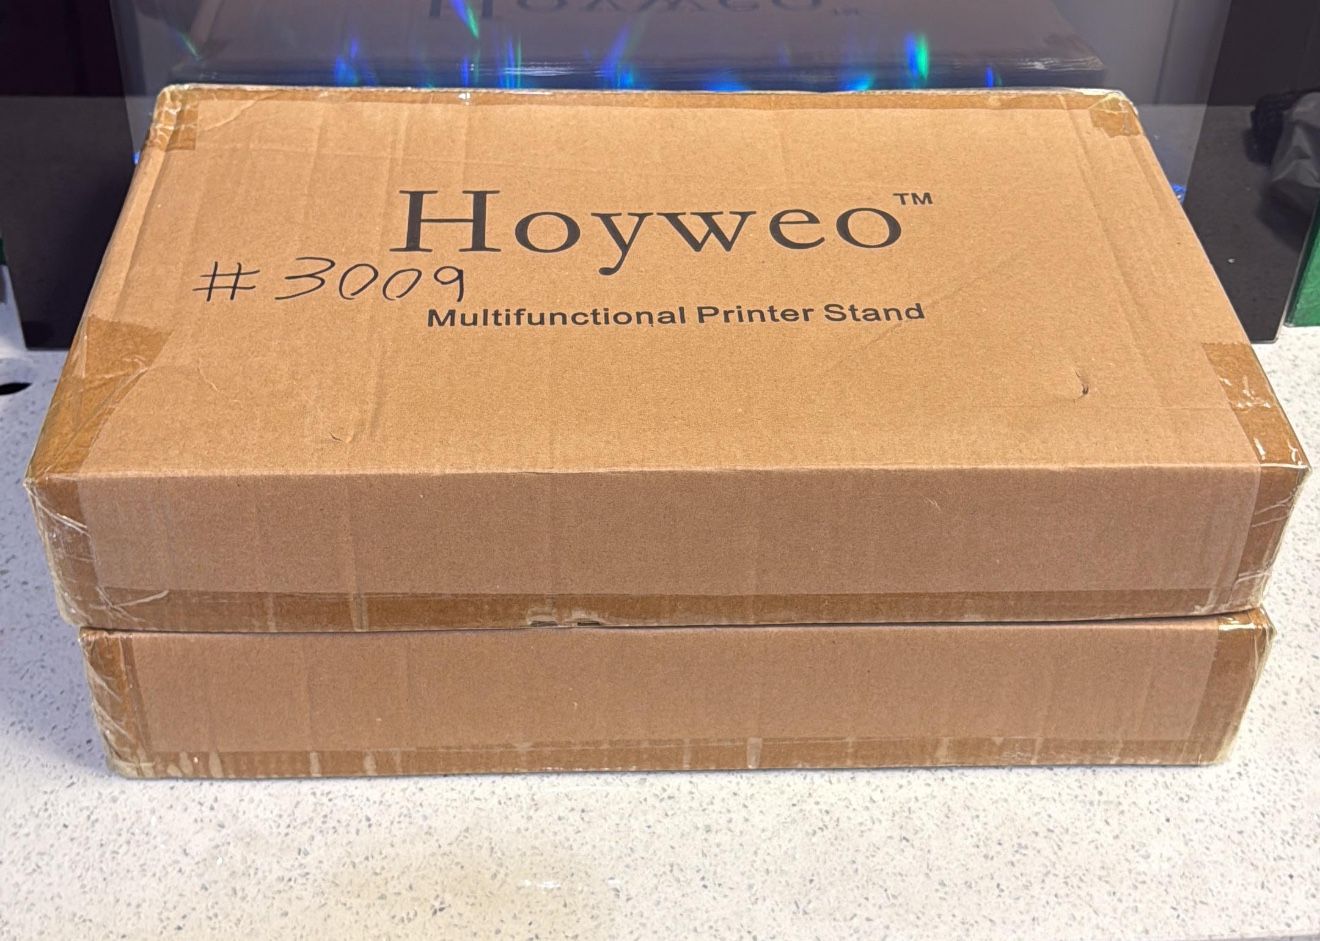 Hoyweo™
#3009
Multifunctional Printer Stand